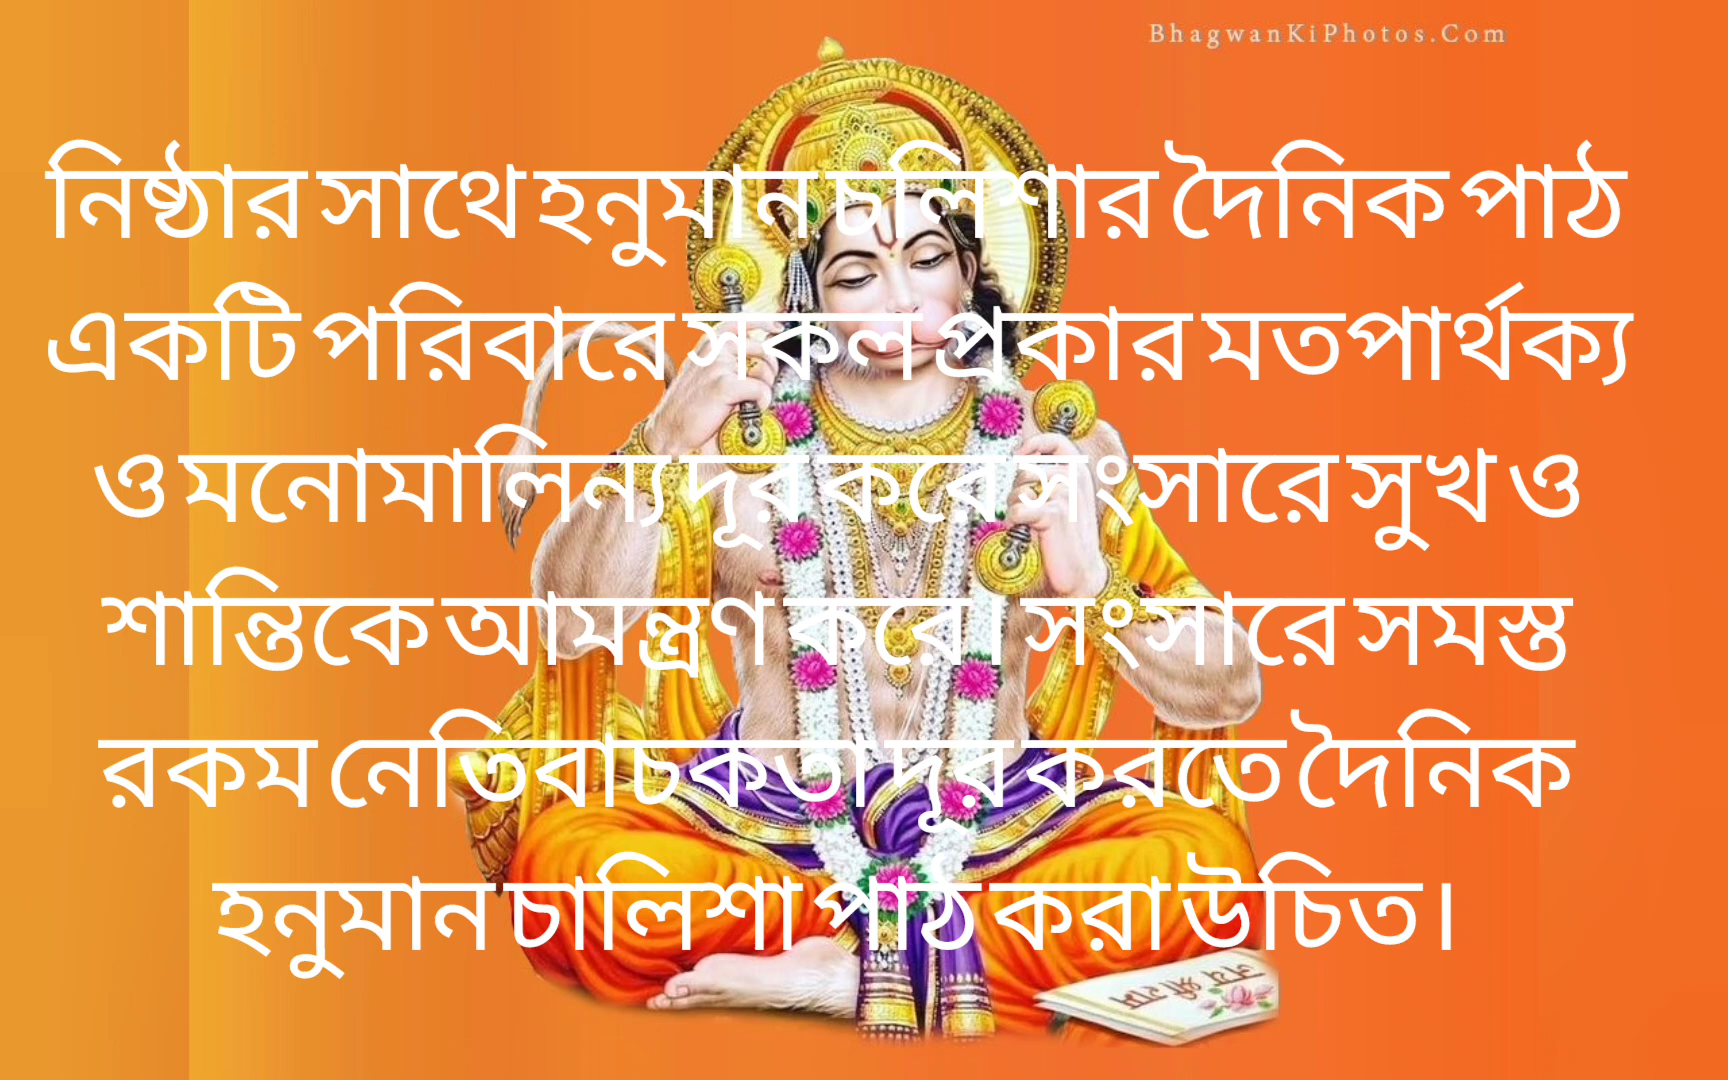 BhagwanKiPhotos.Com
নিষ্ঠার সাথে হনুমান চলিশার দৈনিক পাঠ
একটি পরিবারে সকল প্রকার মতপার্থক্য
ও মনোমালিন্য দূর করে সংসারে সুখ ও
শান্তিকে আমন্ত্রণ করে। সংসারে সমস্ত
রকম নেতিবাচকতা দূর করতে দৈনিক
হনুমান চালিশা পাঠ করা উচিত।